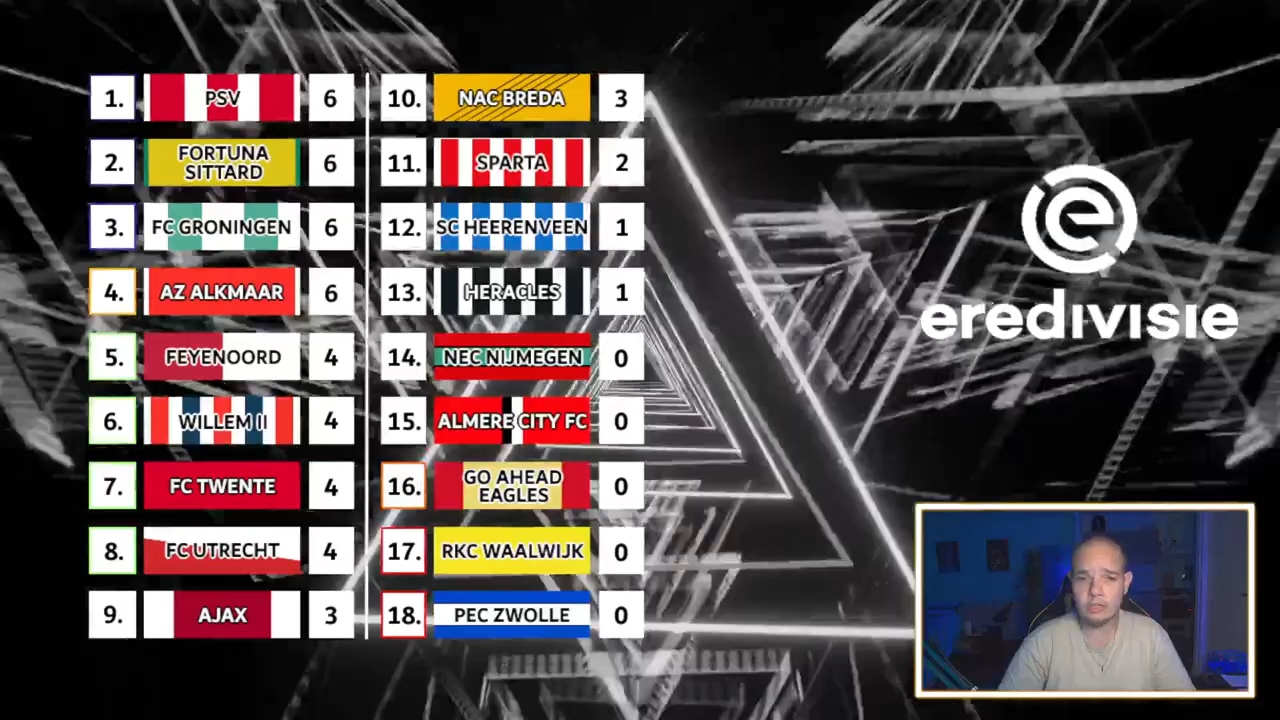 1. PSV 6
2. FORTUNA
SITTARD 6
3. FC GRONINGEN 6
4. AZ ALKMAAR 6
5. FEYENOORD 4
6. WILLEM II 4
7. FC TWENTE 4
8. FC UTRECHT 4
9. AJAX 3
10. NAC BREDA 3
11. SPARTA 2
12. SC HEERENVEEN 1
13. HERACLES 1
14. NEC NIJMEGEN 0
15. ALMERE CITY FC 0
16. GO AHEAD
EAGLES 0
17. RKC WAALWIJK 0
18. PEC ZWOLLE 0
e
eredivisie